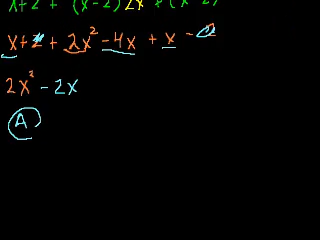 x + 2 + (x-2) 2x + (x-2)
x + 2 + 2x² - 4x + x - 2
2x² - 2x
A